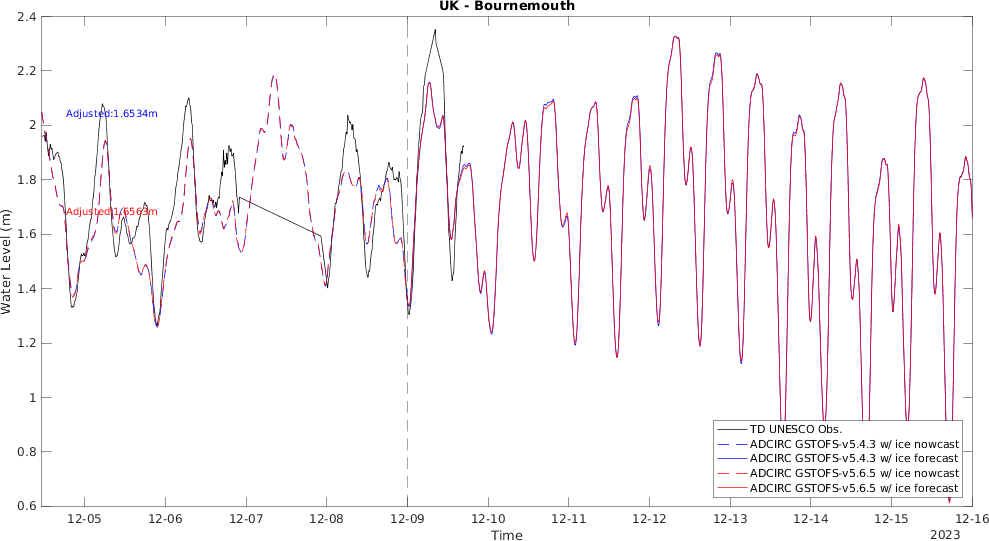 UK - Bournemouth
2.4
2.2
2
1.8
1.6
1.4
1.2
1
0.8
0.6
Water Level (m)
Adjusted:1.6534m
Adjusted:1.6563m
TD UNESCO Obs.
ADCIRC GSTOFS-v5.4.3 w/ ice nowcast
ADCIRC GSTOFS-v5.4.3 w/ ice forecast
ADCIRC GSTOFS-v5.6.5 w/ ice nowcast
ADCIRC GSTOFS-v5.6.5 w/ ice forecast
12-05 12-06 12-07 12-08 12-09 12-10 12-11 12-12 12-13 12-14 12-15 12-16
Time
2023